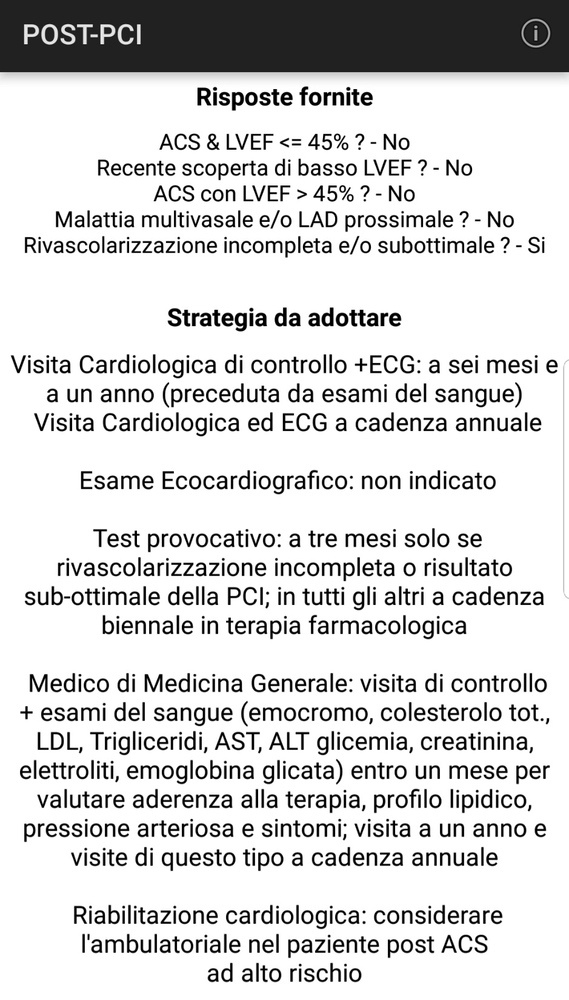 POST-PCI
Risposte fornite
ACS & LVEF <= 45% ? - No
Recente scoperta di basso LVEF ? - No
ACS con LVEF > 45% ? - No
Malattia multivasale e/o LAD prossimale ? - No
Rivascolarizzazione incompleta e/o subottimale ? - Si
Strategia da adottare
Visita Cardiologica di controllo +ECG: a sei mesi e
a un anno (preceduta da esami del sangue)
Visita Cardiologica ed ECG a cadenza annuale
Esame Ecocardiografico: non indicato
Test provocativo: a tre mesi solo se
rivascolarizzazione incompleta o risultato
sub-ottimale della PCI; in tutti gli altri a cadenza
biennale in terapia farmacologica
Medico di Medicina Generale: visita di controllo
+ esami del sangue (emocromo, colesterolo tot.,
LDL, Trigliceridi, AST, ALT glicemia, creatinina,
elettroliti, emoglobina glicata) entro un mese per
valutare aderenza alla terapia, profilo lipidico,
pressione arteriosa e sintomi; visita a un anno e
visite di questo tipo a cadenza annuale
Riabilitazione cardiologica: considerare
l'ambulatoriale nel paziente post ACS
ad alto rischio